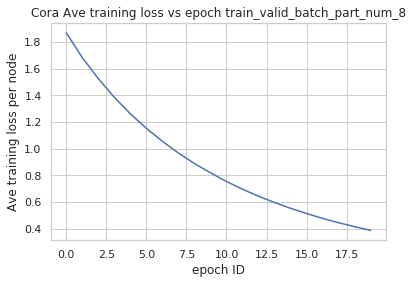 Cora Ave training loss vs epoch train_valid_batch_part_num_8
1.8
1.6
1.4
1.2
1.0
0.8
0.6
0.4
Ave training loss per node
0.0 2.5 5.0 7.5 10.0 12.5 15.0 17.5
epoch ID